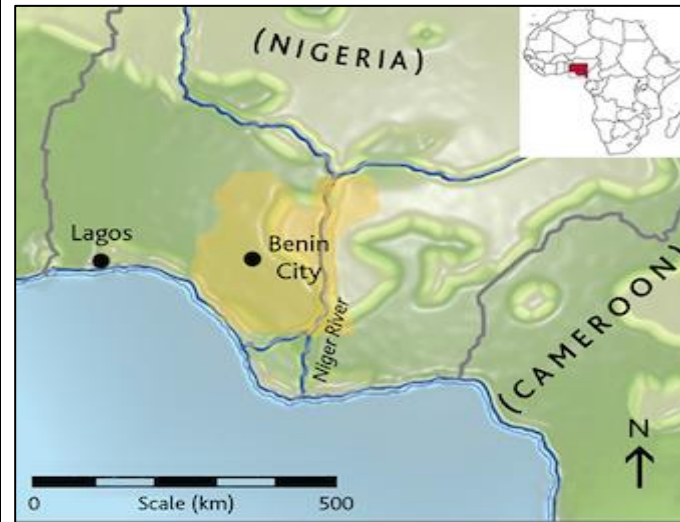 (NIGERIA)
Lagos
Benin
City
Niger River
(CAMEROON)
N
0 Scale (km) 500